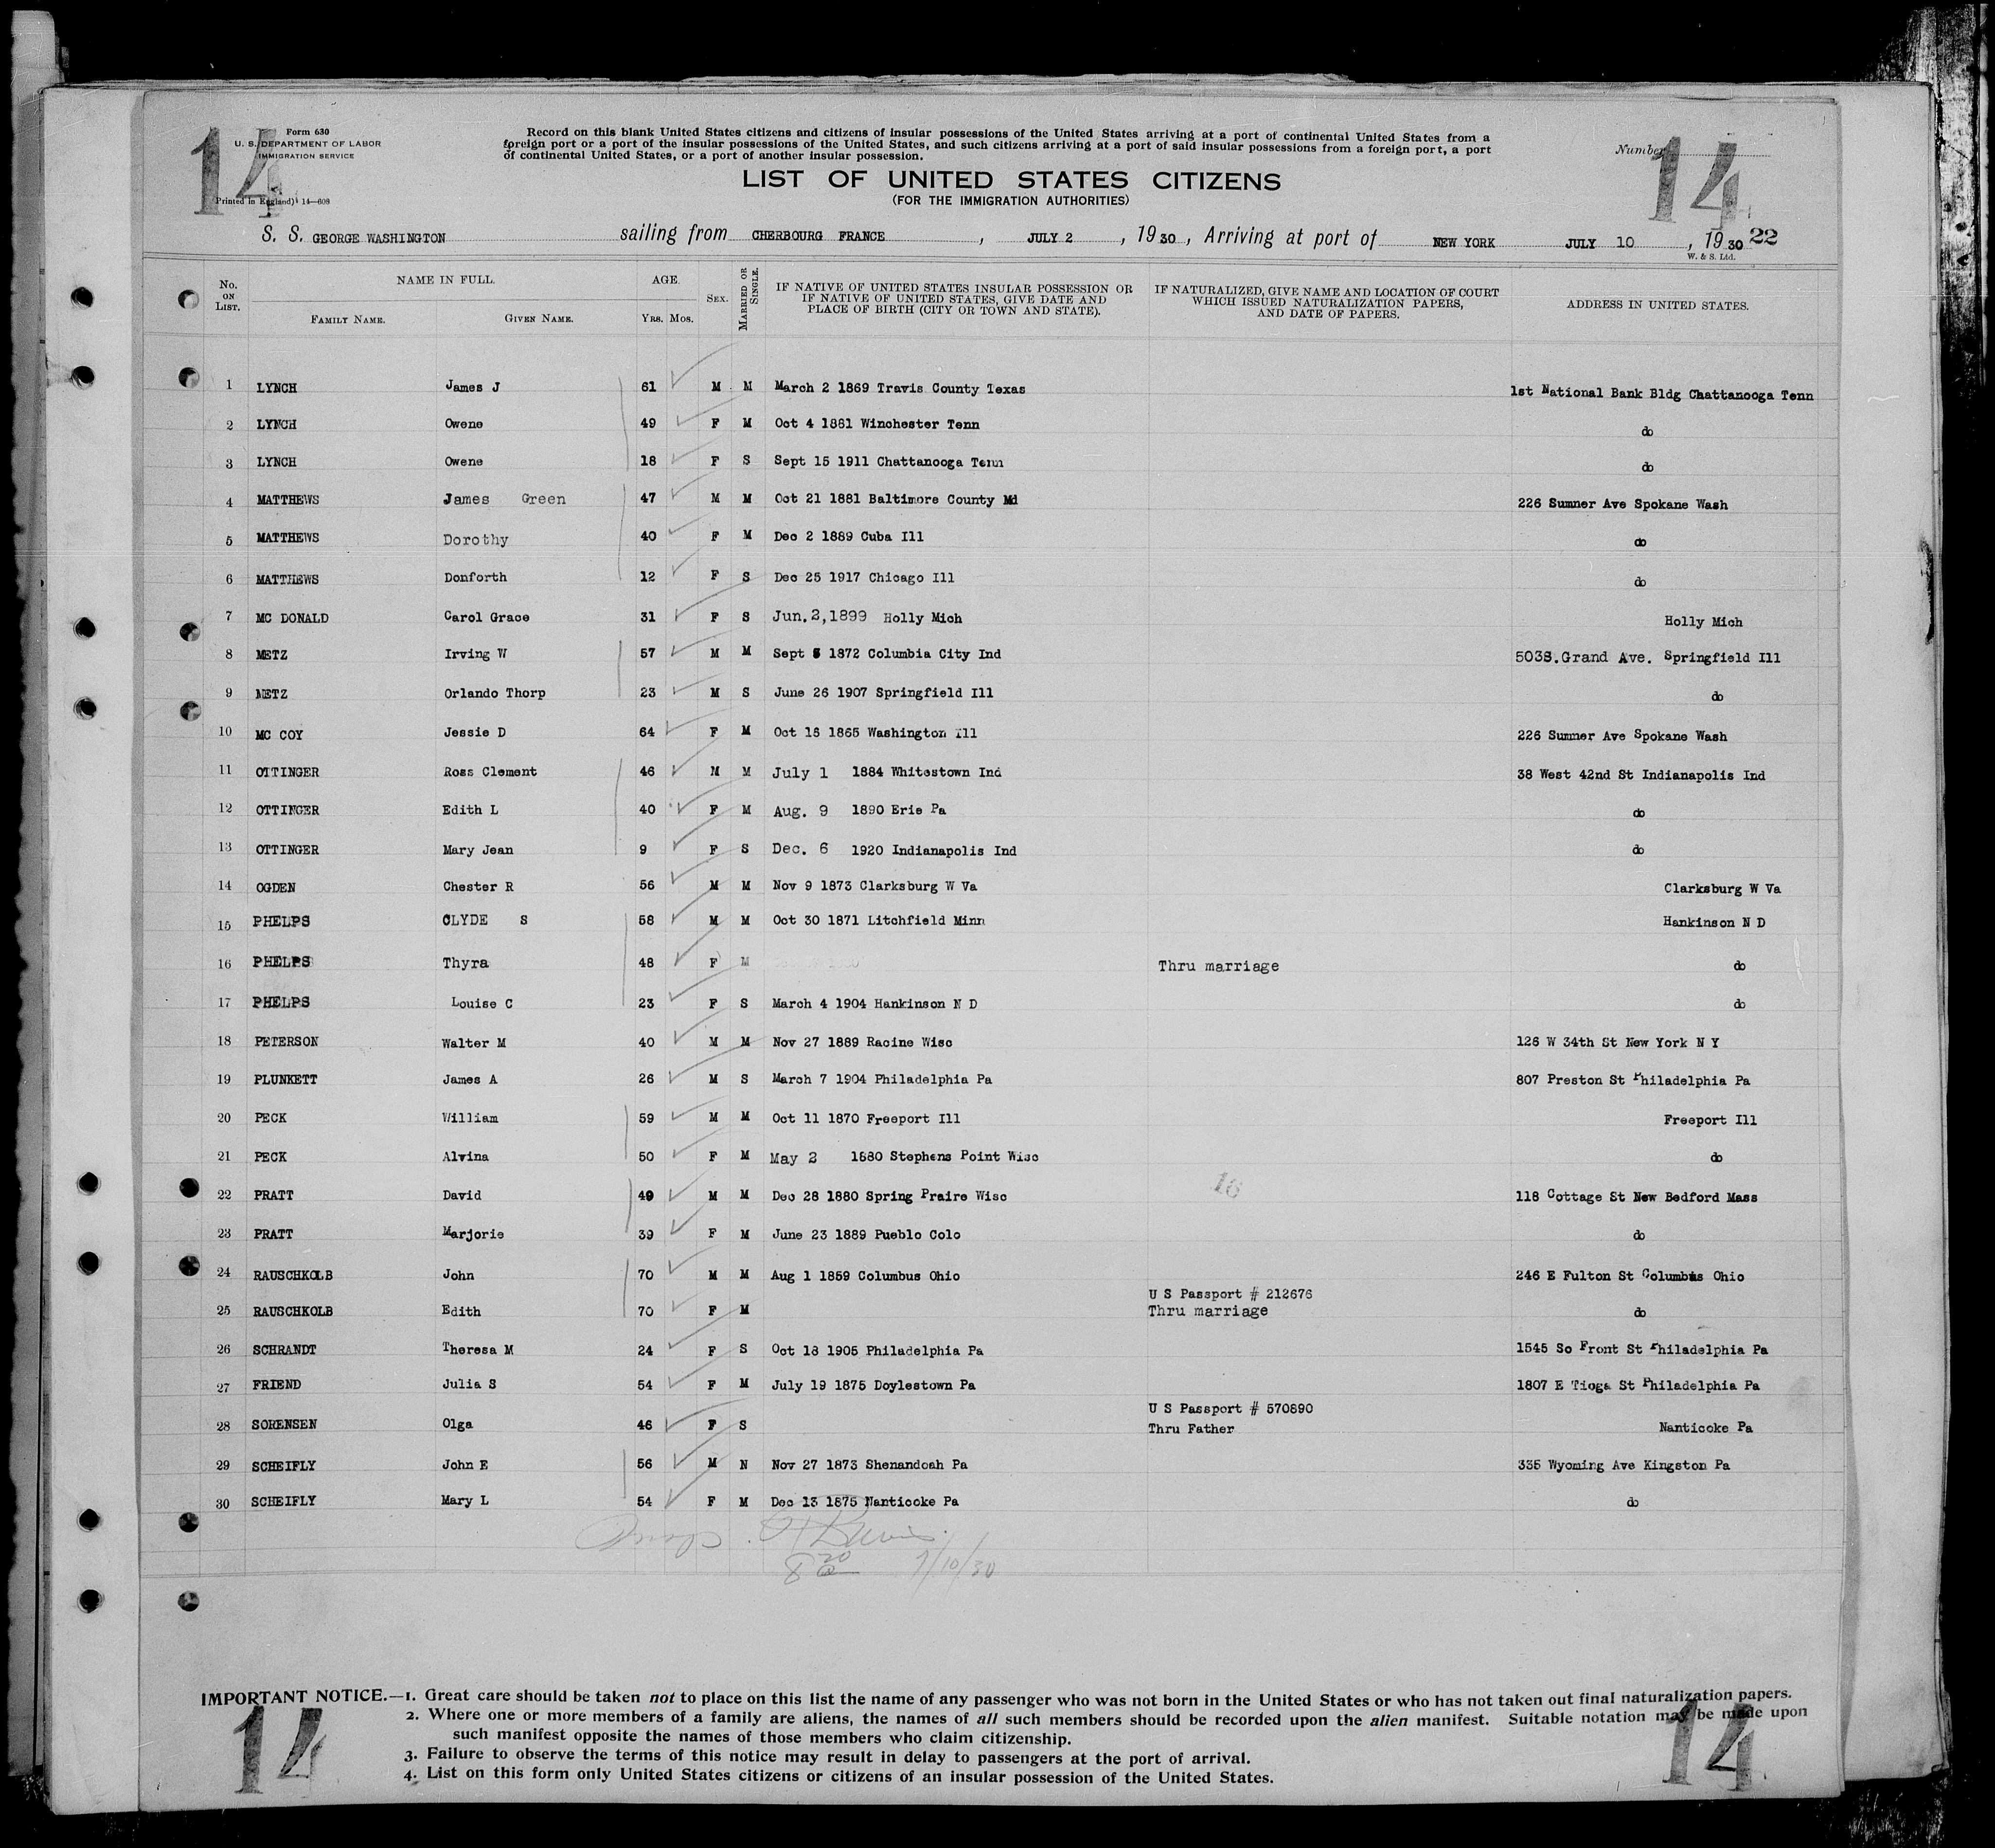 14
Form 630
U. S. DEPARTMENT OF LABOR
IMMIGRATION SERVICE
Printed in England) 14—608
Record on this blank United States citizens and citizens of insular possessions of the United States arriving at a port of continental United States from a
foreign port or a port of the insular possessions of the United States, and such citizens arriving at a port of said insular possessions from a foreign port, a port
of continental United States, or a port of another insular possession.
Number
14
LIST OF UNITED STATES CITIZENS
(FOR THE IMMIGRATION AUTHORITIES)
S. S. GEORGE WASHINGTON sailing from CHERBOURG FRANCE, JULY 2, 1930, Arriving at port of NEW YORK JULY 10, 1930 22
W. & S. Ltd.
No. ON LIST. NAME IN FULL. FAMILY NAME. GIVEN NAME. AGE. YRS. MOS. SEX. MARRIED OR SINGLE. IF NATIVE OF UNITED STATES INSULAR POSSESSION OR IF NATIVE OF UNITED STATES, GIVE DATE AND PLACE OF BIRTH (CITY OR TOWN AND STATE). IF NATURALIZED, GIVE NAME AND LOCATION OF COURT WHICH ISSUED NATURALIZATION PAPERS, AND DATE OF PAPERS. ADDRESS IN UNITED STATES.
1 LYNCH James J 61 M M March 2 1869 Travis County Texas 1st National Bank Bldg Chattanooga Tenn
2 LYNCH Owene 49 F M Oct 4 1881 Winchester Tenn do
3 LYNCH Owene 18 F S Sept 15 1911 Chattanooga Tenn do
4 MATTHEWS James Green 47 M M Oct 21 1881 Baltimore County Md 226 Sumner Ave Spokane Wash
5 MATTHEWS Dorothy 40 F M Dec 2 1889 Cuba Ill do
6 MATTHEWS Donforth 12 F S Dec 25 1917 Chicago Ill do
7 MC DONALD Carol Grace 31 F S Jun.2,1899 Holly Mich Holly Mich
8 METZ Irving W 57 M M Sept 5 1872 Columbia City Ind 503S.Grand Ave. Springfield Ill
9 METZ Orlando Thorp 23 M S June 26 1907 Springfield Ill do
10 MC COY Jessie D 64 F M Oct 16 1865 Washington Ill 226 Sumner Ave Spokane Wash
11 OTTINGER Ross Clement 46 M M July 1 1884 Whitestown Ind 38 West 42nd St Indianapolis Ind
12 OTTINGER Edith L 40 F M Aug. 9 1890 Erie Pa do
13 OTTINGER Mary Jean 9 F S Dec. 6 1920 Indianapolis Ind do
14 OGDEN Chester R 56 M M Nov 9 1873 Clarksburg W Va Clarksburg W Va
15 PHELPS CLYDE S 58 M M Oct 30 1871 Litchfield Minn Hankinson N D
16 PHELPS Thyra 48 F M Thru marriage do
17 PHELPS Louise C 23 F S March 4 1904 Hankinson N D do
18 PETERSON Walter M 40 M M Nov 27 1889 Racine Wisc 126 W 34th St New York N Y
19 PLUNKETT James A 26 M S March 7 1904 Philadelphia Pa 807 Preston St Philadelphia Pa
20 PECK William 59 M M Oct 11 1870 Freeport Ill Freeport Ill
21 PECK Alvina 50 F M May 2 1880 Stephens Point Wisc do
22 PRATT David 49 M M Dec 28 1880 Spring Praire Wisc 16 118 Cottage St New Bedford Mass
23 PRATT Marjorie 39 F M June 23 1889 Pueblo Colo do
24 RAUSCHKOLB John 70 M M Aug 1 1859 Columbus Ohio 246 E Fulton St Columbus Ohio
U S Passport # 212676
25 RAUSCHKOLB Edith 70 F M Thru marriage do
26 SCHRANDT Theresa M 24 F S Oct 18 1905 Philadelphia Pa 1545 So Front St Philadelphia Pa
27 FRIEND Julia S 54 F M July 19 1875 Doylestown Pa 1807 E Tioga St Philadelphia Pa
U S Passport # 570890
28 SORENSEN Olga 46 F S Thru Father Nanticoke Pa
29 SCHEIFLY John E 56 M N Nov 27 1873 Shenandoah Pa 335 Wyoming Ave Kingston Pa
30 SCHEIFLY Mary L 54 F M Dec 13 1875 Nanticoke Pa do
8 20 7/10/30
IMPORTANT NOTICE.—1. Great care should be taken not to place on this list the name of any passenger who was not born in the United States or who has not taken out final naturalization papers.
2. Where one or more members of a family are aliens, the names of all such members should be recorded upon the alien manifest. Suitable notation may be made upon
such manifest opposite the names of those members who claim citizenship.
3. Failure to observe the terms of this notice may result in delay to passengers at the port of arrival.
4. List on this form only United States citizens or citizens of an insular possession of the United States.
14
14